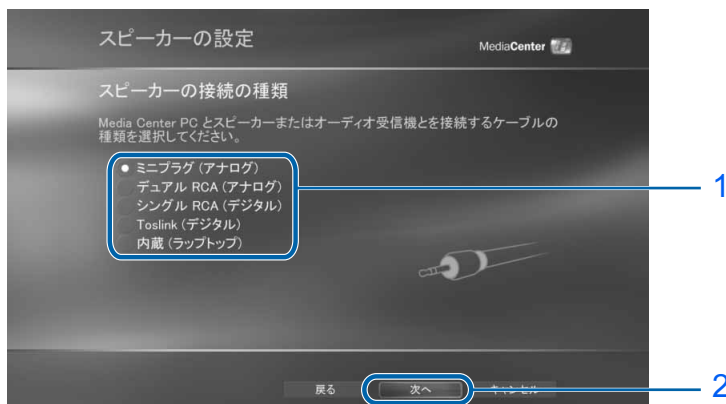 スピーカーの設定
MediaCenter
スピーカーの接続の種類
Media Center PC とスピーカーまたはオーディオ受信機とを接続するケーブルの
種類を選択してください。
ミニプラグ (アナログ)
デュアル RCA (アナログ)
シングル RCA (デジタル)
Toslink (デジタル)
内蔵 (ラップトップ)
1
戻る 次へ キャンセル
2